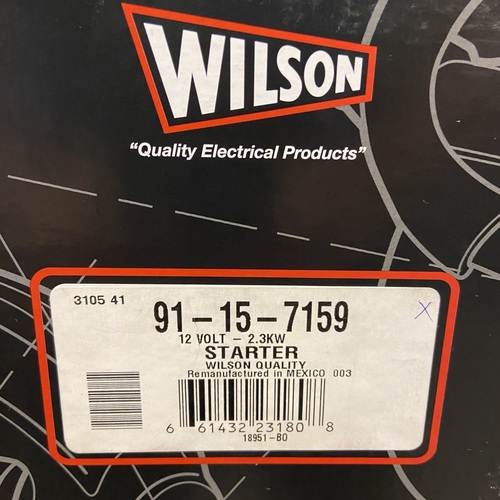 WILSON
“Quality Electrical Products”
3105 41
91-15-7159
X
12 VOLT - 2.3KW
STARTER
WILSON QUALITY
Remanufactured in MEXICO 003
6 61432 23180 8
18951-B0